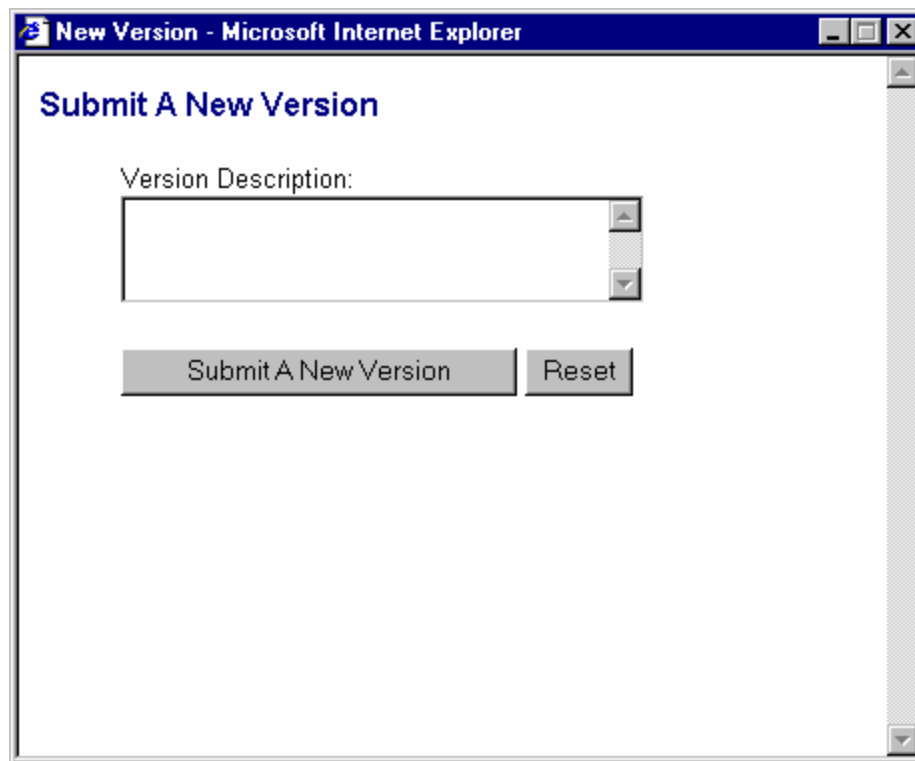 New Version - Microsoft Internet Explorer
Submit A New Version
Version Description:
Submit A New Version Reset